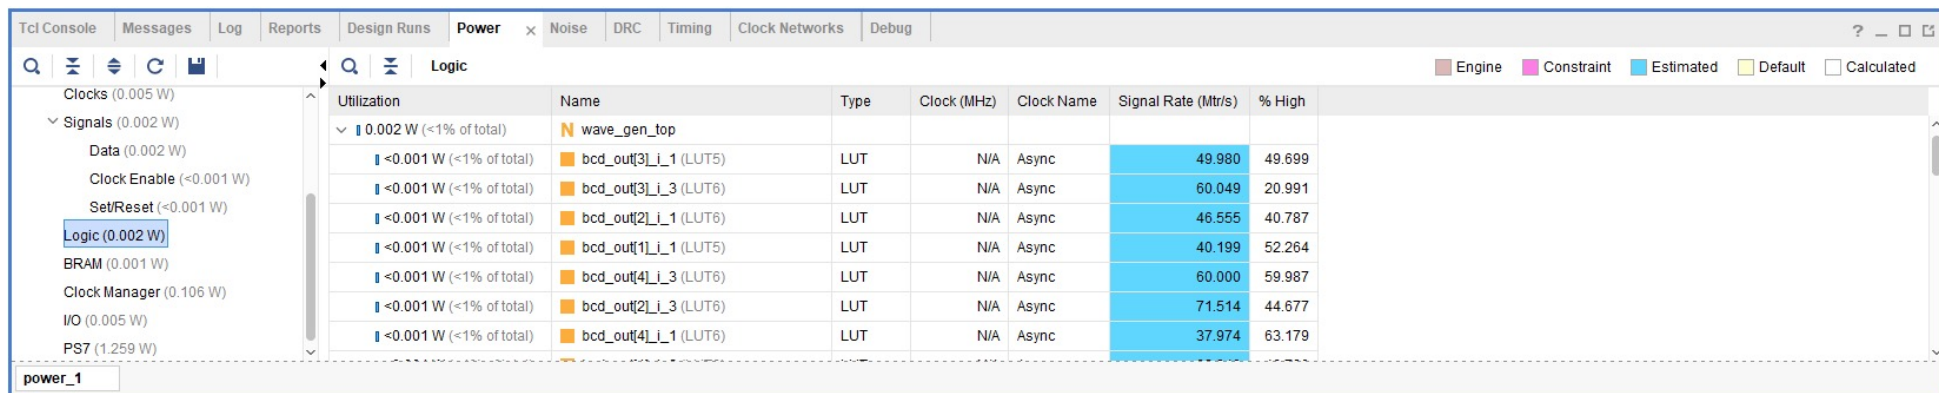 Tcl Console Messages Log Reports Design Runs Power × Noise DRC Timing Clock Networks Debug ?
Logic Engine Constraint Estimated Default Calculated
Clocks (0.005 W)
Signals (0.002 W)
Data (0.002 W)
Clock Enable (<0.001 W)
Set/Reset (<0.001 W)
Logic (0.002 W)
BRAM (0.001 W)
Clock Manager (0.106 W)
I/O (0.005 W)
PS7 (1.259 W)
Utilization Name Type Clock (MHz) Clock Name Signal Rate (Mtr/s) % High
0.002 W (<1% of total) N wave_gen_top
<0.001 W (<1% of total) bcd_out[3]_i_1 (LUT5) LUT N/A Async 49.980 49.699
<0.001 W (<1% of total) bcd_out[3]_i_3 (LUT6) LUT N/A Async 60.049 20.991
<0.001 W (<1% of total) bcd_out[2]_i_1 (LUT6) LUT N/A Async 46.555 40.787
<0.001 W (<1% of total) bcd_out[1]_i_1 (LUT5) LUT N/A Async 40.199 52.264
<0.001 W (<1% of total) bcd_out[4]_i_3 (LUT6) LUT N/A Async 60.000 59.987
<0.001 W (<1% of total) bcd_out[2]_i_3 (LUT6) LUT N/A Async 71.514 44.677
<0.001 W (<1% of total) bcd_out[4]_i_1 (LUT6) LUT N/A Async 37.974 63.179
power_1